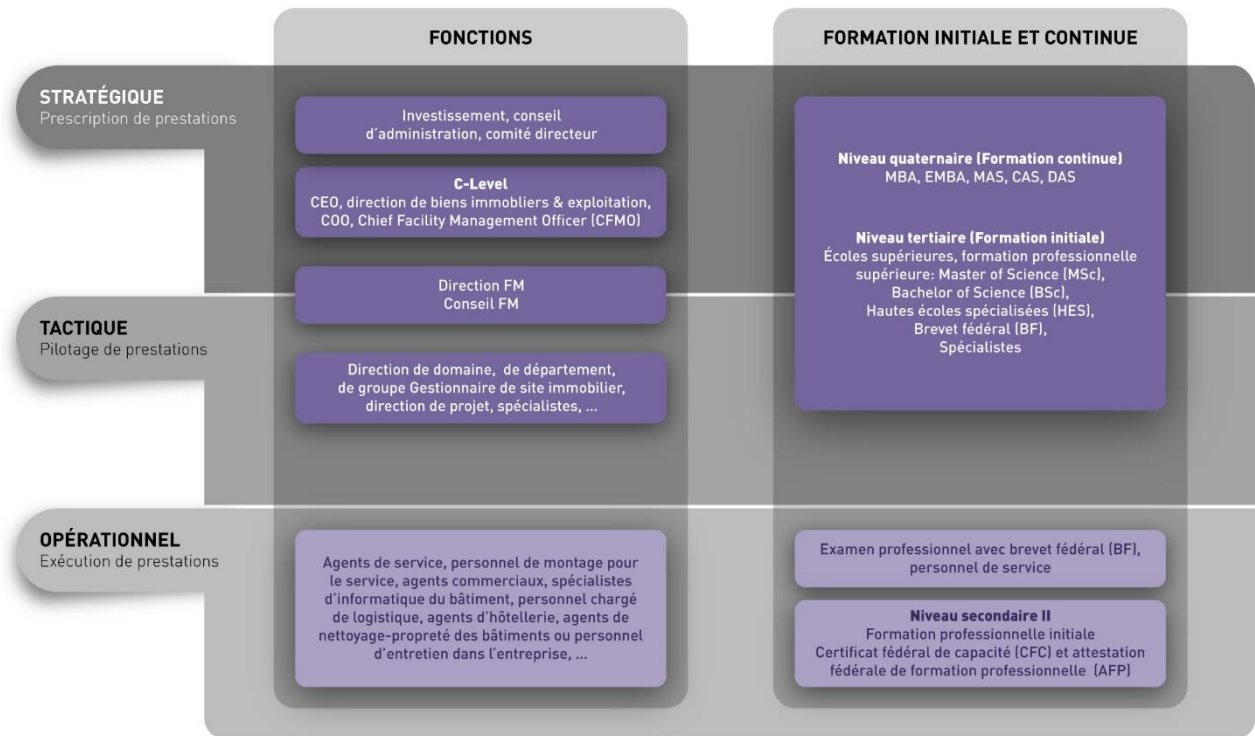 FONCTIONS
FORMATION INITIALE ET CONTINUE
STRATÉGIQUE
Prescription de prestations
Investissement, conseil
d'administration, comité directeur
C-Level
CEO, direction de biens immobiliers & exploitation,
COO, Chief Facility Management Officer (CFMO)
Niveau quaternaire (Formation continue)
MBA, EMBA, MAS, CAS, DAS
Niveau tertiaire (Formation initiale)
Écoles supérieures, formation professionnelle
supérieure: Master of Science (MSc),
Bachelor of Science (BSc),
Hautes écoles spécialisées (HES),
Brevet fédéral (BF),
Spécialistes
Direction FM
Conseil FM
TACTIQUE
Pilotage de prestations
Direction de domaine, de département,
de groupe Gestionnaire de site immobilier,
direction de projet, spécialistes, ...
OPÉRATIONNEL
Exécution de prestations
Agents de service, personnel de montage pour
le service, agents commerciaux, spécialistes
d'informatique du bâtiment, personnel chargé
de logistique, agents d'hôtellerie, agents de
nettoyage-propreté des bâtiments ou personnel
d'entretien dans l'entreprise, ...
Examen professionnel avec brevet fédéral (BF),
personnel de service
Niveau secondaire II
Formation professionnelle initiale
Certificat fédéral de capacité (CFC) et attestation
fédérale de formation professionnelle (AFP)